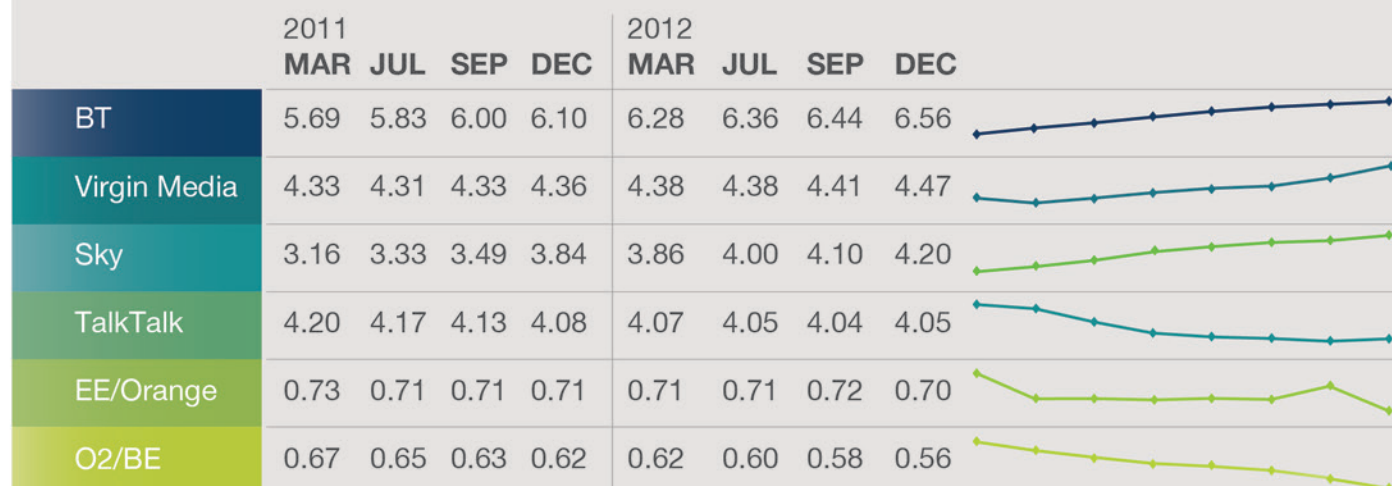 2011 2012
MAR JUL SEP DEC MAR JUL SEP DEC
BT 5.69 5.83 6.00 6.10 6.28 6.36 6.44 6.56
Virgin Media 4.33 4.31 4.33 4.36 4.38 4.38 4.41 4.47
Sky 3.16 3.33 3.49 3.84 3.86 4.00 4.10 4.20
TalkTalk 4.20 4.17 4.13 4.08 4.07 4.05 4.04 4.05
EE/Orange 0.73 0.71 0.71 0.71 0.71 0.71 0.72 0.70
O2/BE 0.67 0.65 0.63 0.62 0.62 0.60 0.58 0.56